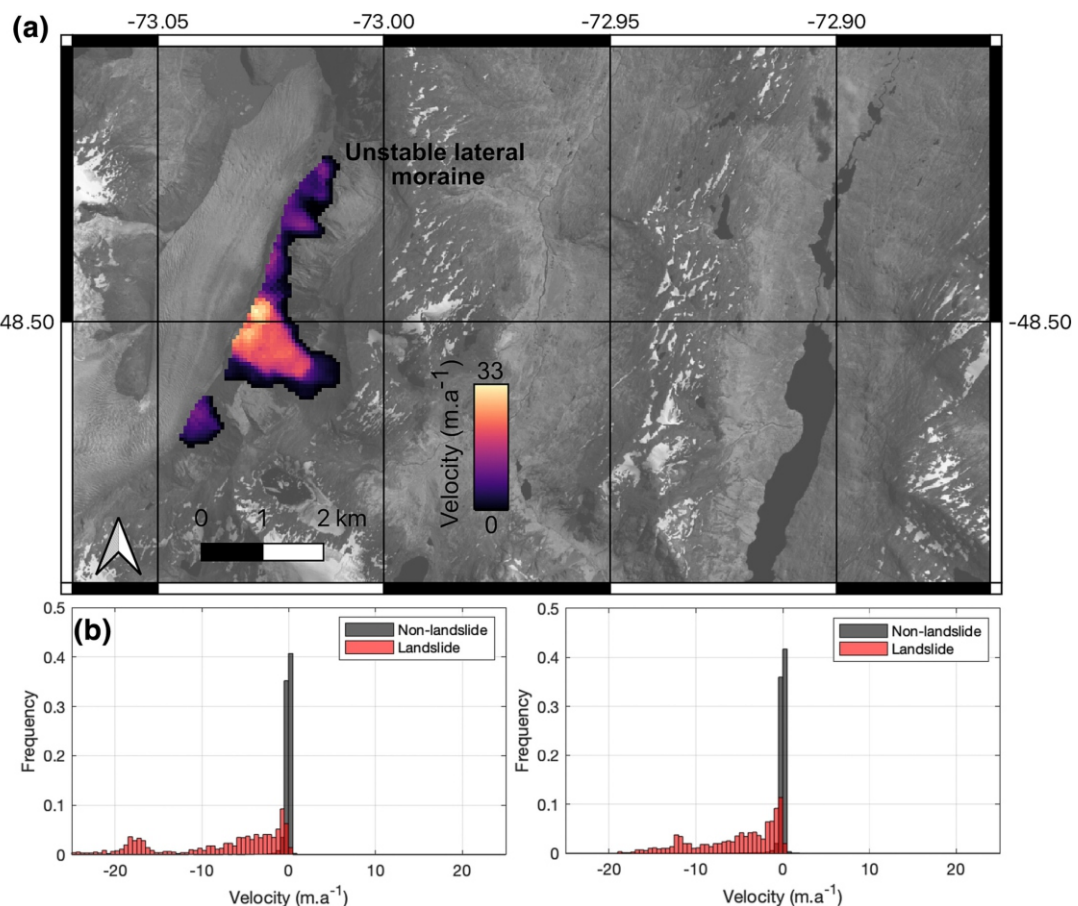 (a)
-73.05
-73.00
-72.95
-72.90
Unstable lateral
moraine
48.50
-48.50
33
Velocity (m.a⁻¹)
0
0 1 2 km
(b)
0.5
0.4
0.3
0.2
0.1
0
Frequency
Non-landslide
Landslide
-20 -10 0 10 20
Velocity (m.a⁻¹)
0.5
0.4
0.3
0.2
0.1
0
Frequency
Non-landslide
Landslide
-20 -10 0 10 20
Velocity (m.a⁻¹)